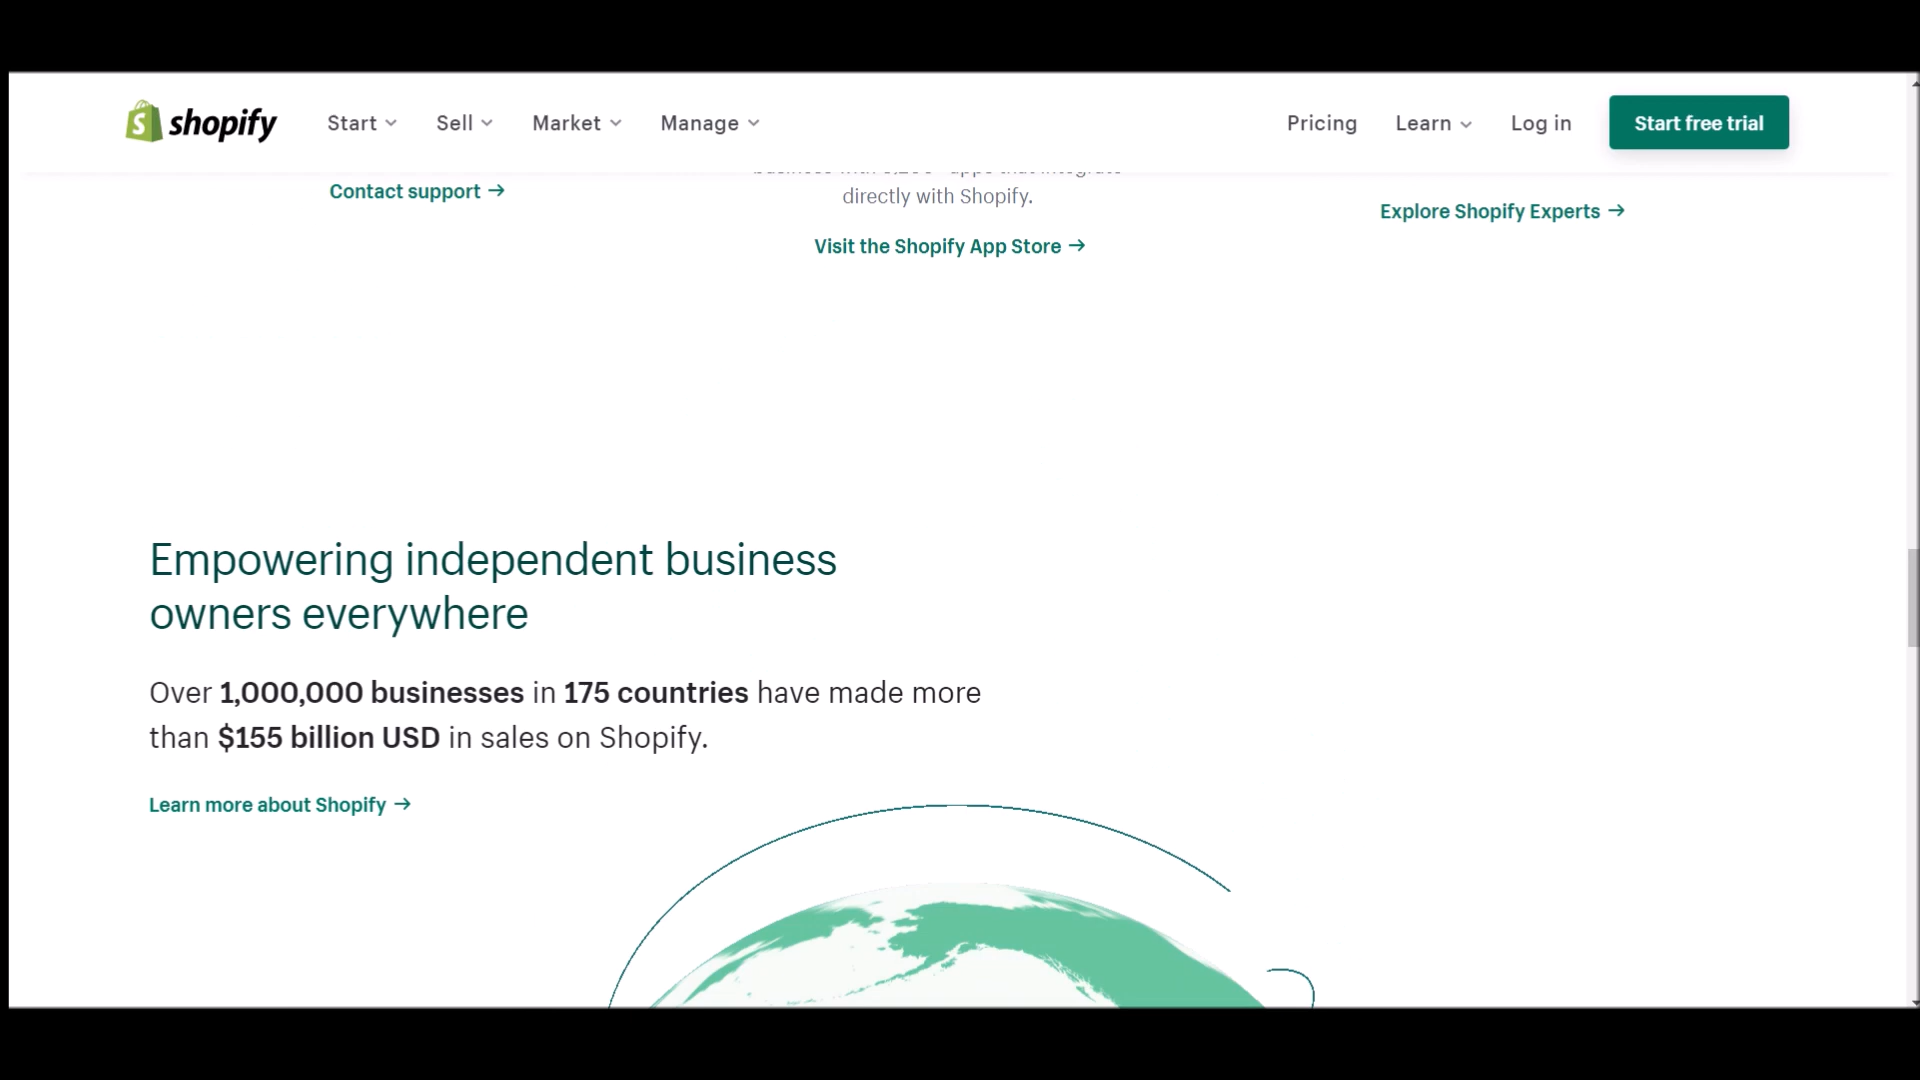 shopify
Start
Sell
Market
Manage
Pricing
Learn
Log in
Start free trial
directly with Shopify.
Contact support →
Visit the Shopify App Store →
Explore Shopify Experts →
Empowering independent business
owners everywhere
Over 1,000,000 businesses in 175 countries have made more
than $155 billion USD in sales on Shopify.
Learn more about Shopify →